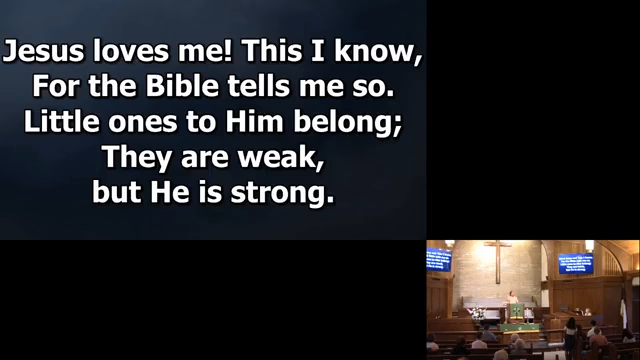 Jesus loves me! This I know,
For the Bible tells me so.
Little ones to Him belong;
They are weak,
but He is strong.